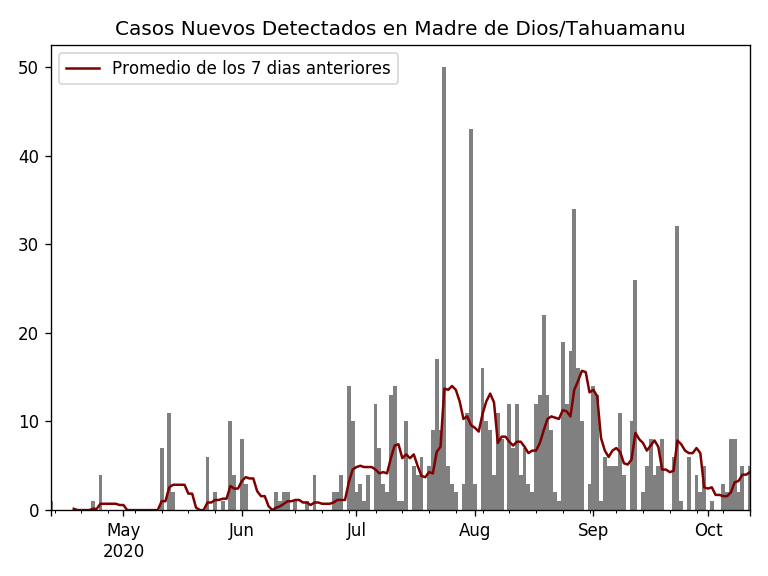 Casos Nuevos Detectados en Madre de Dios/Tahuamanu
Promedio de los 7 dias anteriores
50
40
30
20
10
0
May Jun Jul Aug Sep Oct
2020